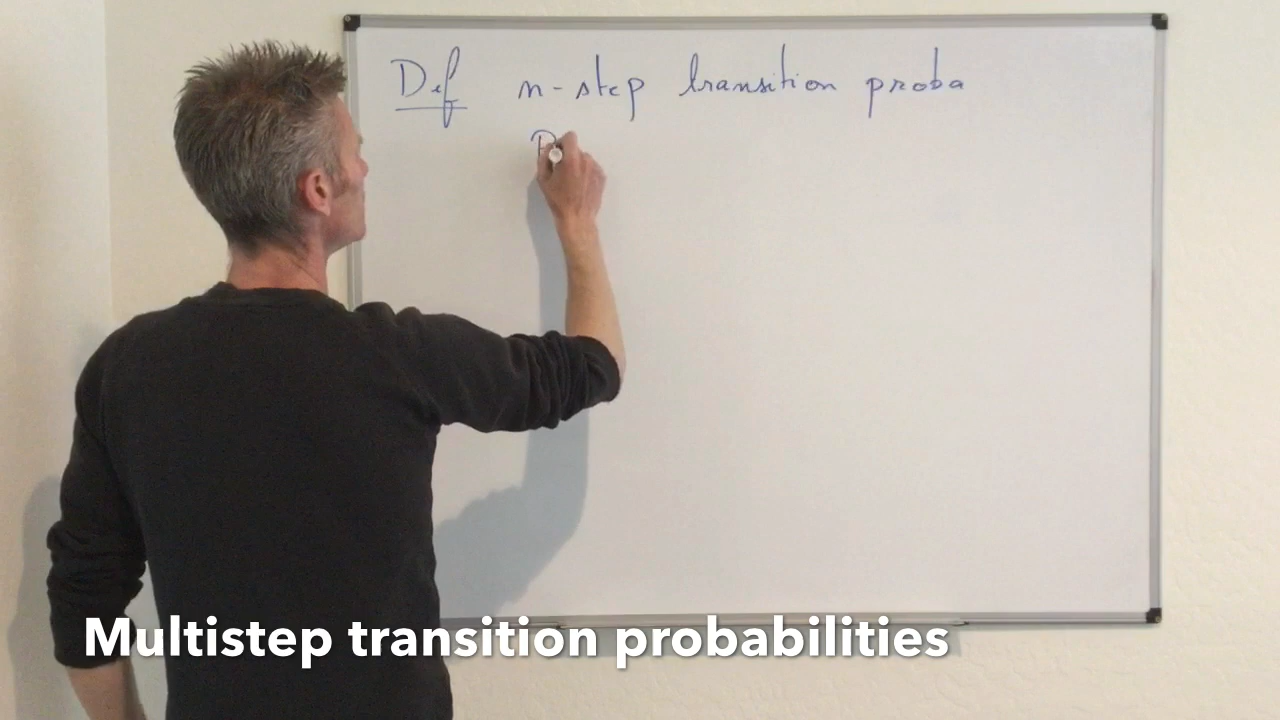 Def n-step transition proba
P
Multistep transition probabilities